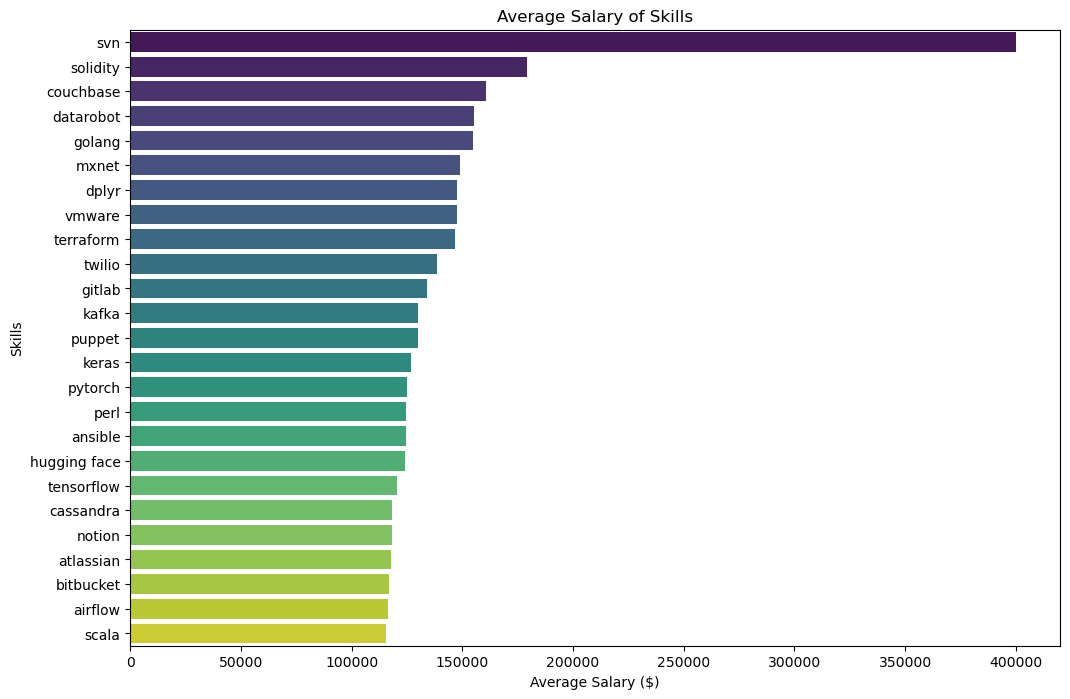 Average Salary of Skills
Skills
svn
solidity
couchbase
datarobot
golang
mxnet
dplyr
vmware
terraform
twilio
gitlab
kafka
puppet
keras
pytorch
perl
ansible
hugging face
tensorflow
cassandra
notion
atlassian
bitbucket
airflow
scala
0 50000 100000 150000 200000 250000 300000 350000 400000
Average Salary ($)